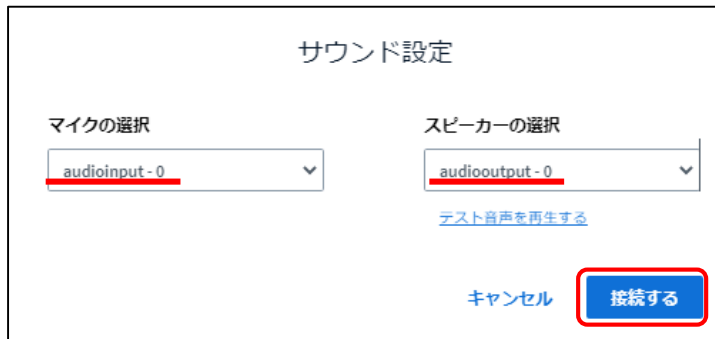 サウンド設定
マイクの選択
スピーカーの選択
audioinput - 0
audiooutput - 0
テスト音声を再生する
キャンセル
接続する